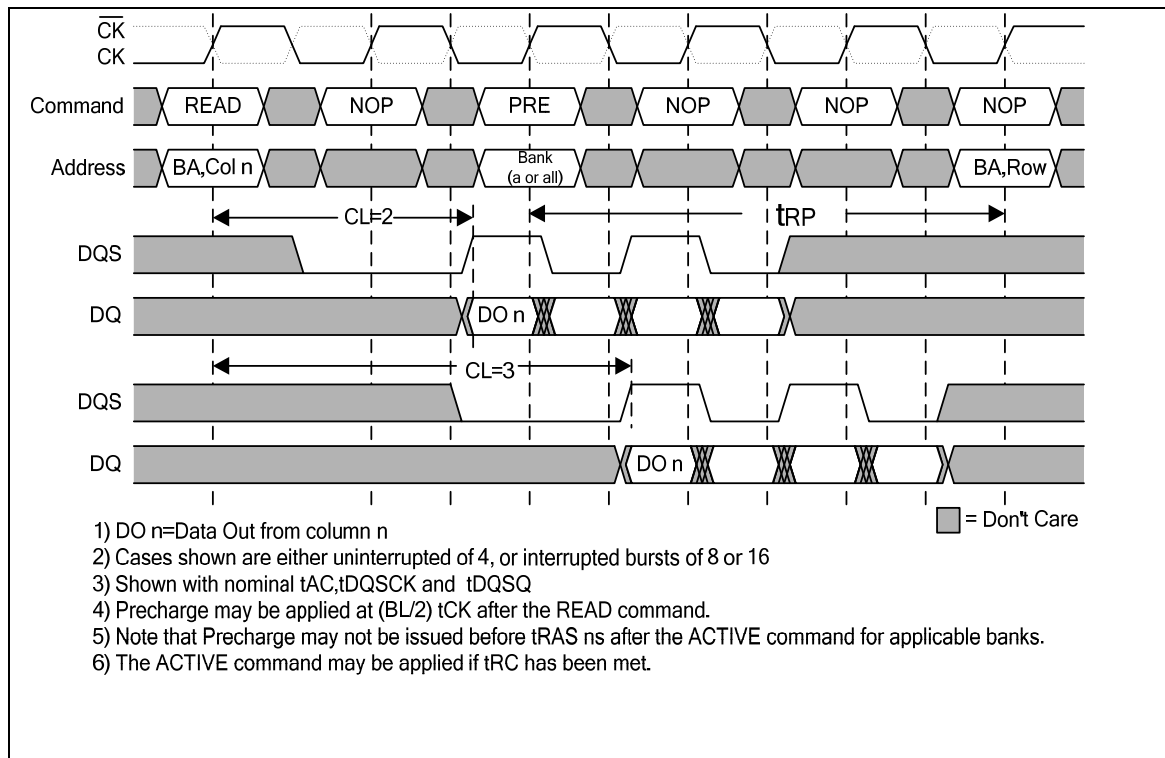 CK
CK
Command READ NOP PRE NOP NOP NOP
Address BA,Col n Bank (a or all) BA,Row
CL=2 tRP
DQS
DQ DO n
CL=3
DQS
DQ DO n
= Don't Care
1) DO n=Data Out from column n
2) Cases shown are either uninterrupted of 4, or interrupted bursts of 8 or 16
3) Shown with nominal tAC,tDQSCK and tDQSQ
4) Precharge may be applied at (BL/2) tCK after the READ command.
5) Note that Precharge may not be issued before tRAS ns after the ACTIVE command for applicable banks.
6) The ACTIVE command may be applied if tRC has been met.